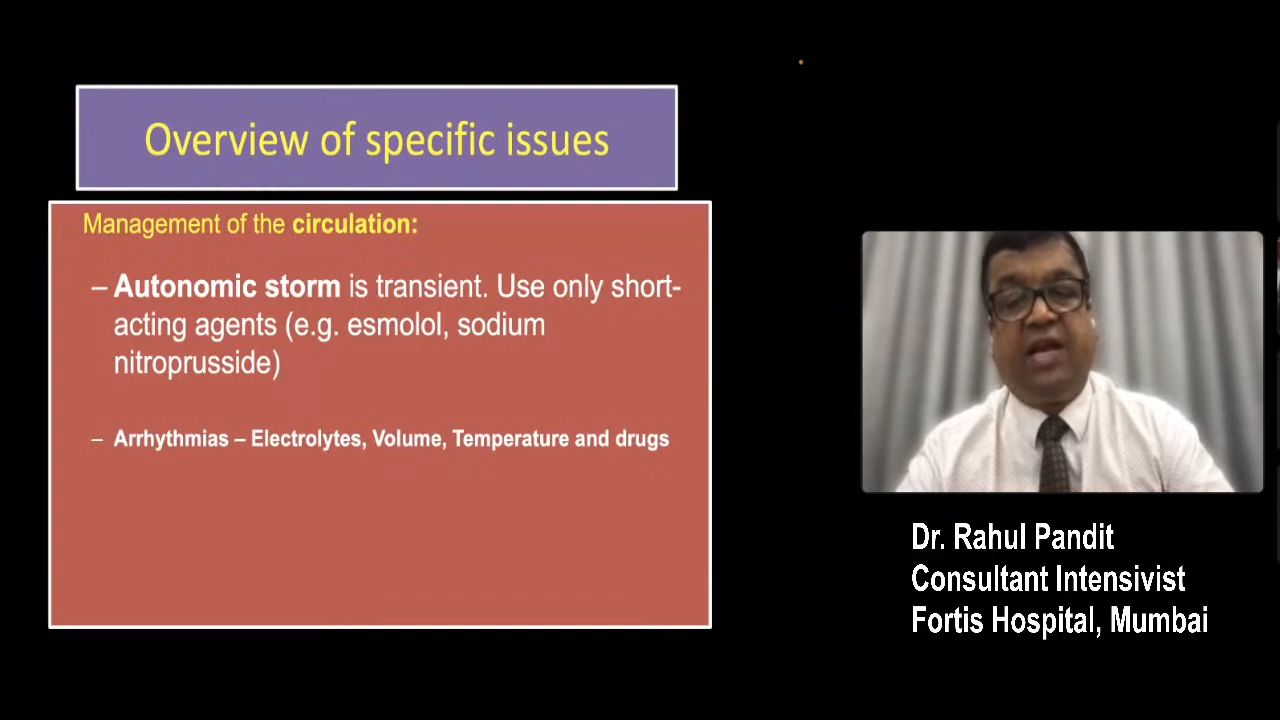 Overview of specific issues
Management of the circulation:
– Autonomic storm is transient. Use only short-
acting agents (e.g. esmolol, sodium
nitroprusside)
– Arrhythmias – Electrolytes, Volume, Temperature and drugs
Dr. Rahul Pandit
Consultant Intensivist
Fortis Hospital, Mumbai